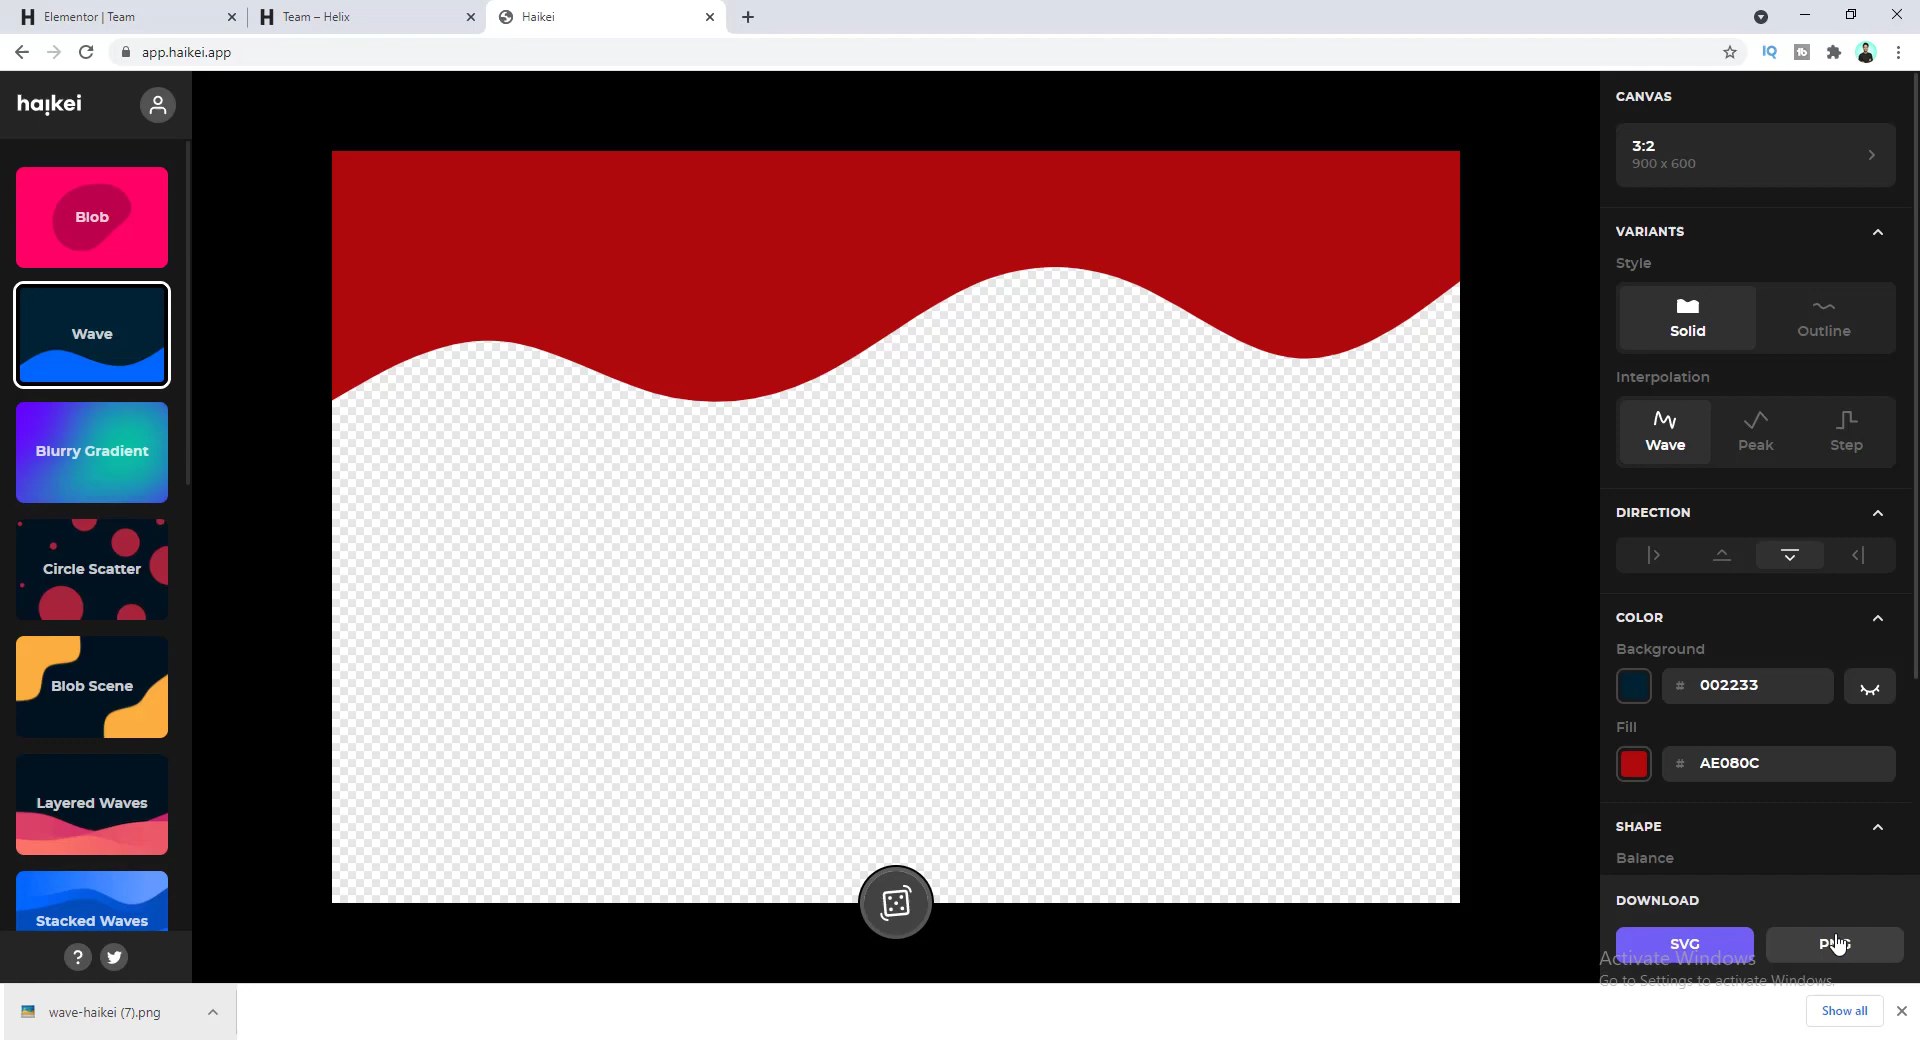 Elementor | Team
Team – Helix
Haikei
app.haikei.app
haikei
Blob
Wave
Blurry Gradient
Circle Scatter
Blob Scene
Layered Waves
Stacked Waves
CANVAS
3:2
900 x 600
VARIANTS
Style
Solid
Outline
Interpolation
Wave
Peak
Step
DIRECTION
COLOR
Background
# 002233
Fill
# AE080C
SHAPE
Balance
DOWNLOAD
SVG
PNG
Activate Windows
Go to Settings to activate Windows.
wave-haikei (7).png
Show all